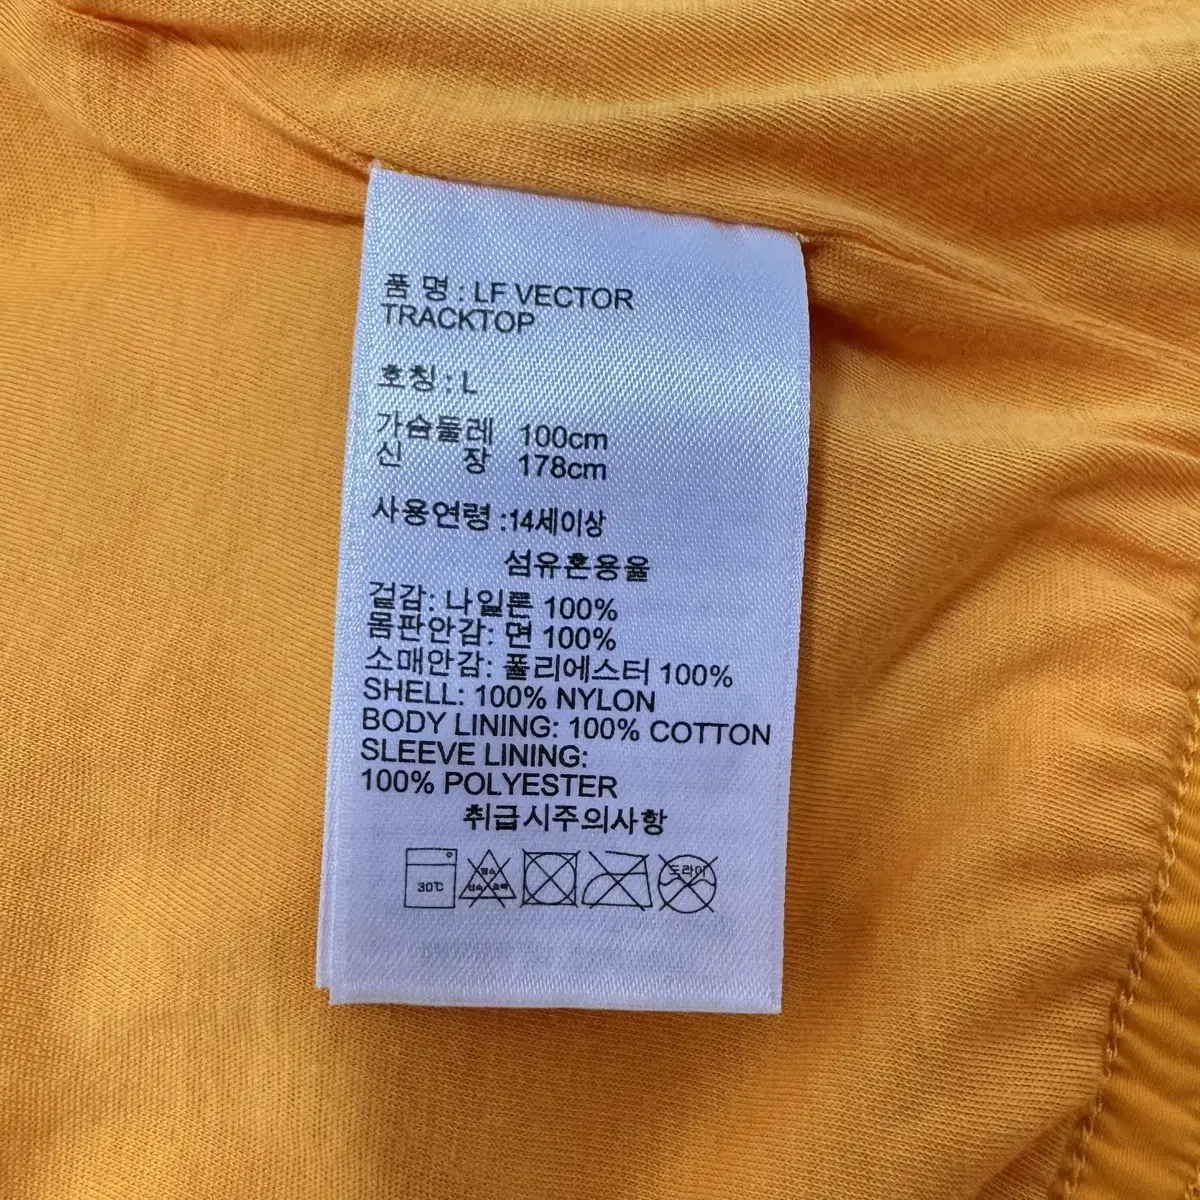 품 명 : LF VECTOR
TRACKTOP
호칭 : L
가슴둘레 100cm
신 장 178cm
사용연령 :14세이상
섬유혼용율
겉감: 나일론 100%
몸판안감: 면 100%
소매안감: 폴리에스터 100%
SHELL: 100% NYLON
BODY LINING: 100% COTTON
SLEEVE LINING:
100% POLYESTER
취급시주의사항
30℃ 도라이